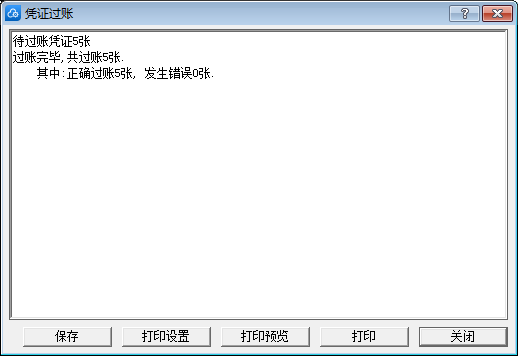 凭证过账
待过账凭证5张
过账完毕,共过账5张.
其中:正确过账5张, 发生错误0张.
保存
打印设置
打印预览
打印
关闭